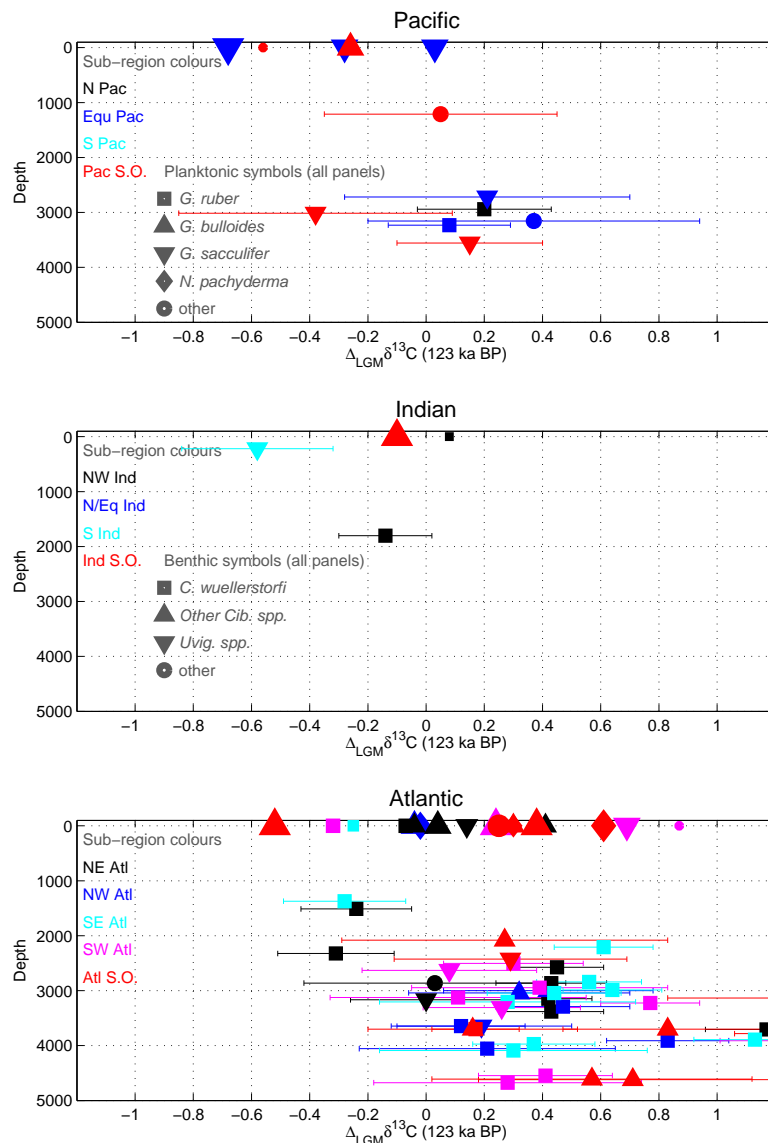 Pacific
0
Sub−region colours
N Pac
1000
Equ Pac
S Pac
2000
Pac S.O.
Planktonic symbols (all panels)
G. ruber
3000
G. bulloides
G. sacculifer
4000
N. pachyderma
other
5000
Depth
−1 −0.8 −0.6 −0.4 −0.2 0 0.2 0.4 0.6 0.8 1
Δ_LGM δ¹³C (123 ka BP)
Indian
0
Sub−region colours
NW Ind
1000
N/Eq Ind
S Ind
2000
Ind S.O.
Benthic symbols (all panels)
C. wuellerstorfi
3000
Other Cib. spp.
Uvig. spp.
4000
other
5000
Depth
−1 −0.8 −0.6 −0.4 −0.2 0 0.2 0.4 0.6 0.8 1
Δ_LGM δ¹³C (123 ka BP)
Atlantic
0
Sub−region colours
NE Atl
1000
NW Atl
SE Atl
2000
SW Atl
Atl S.O.
3000
4000
5000
Depth
−1 −0.8 −0.6 −0.4 −0.2 0 0.2 0.4 0.6 0.8 1
Δ_LGM δ¹³C (123 ka BP)